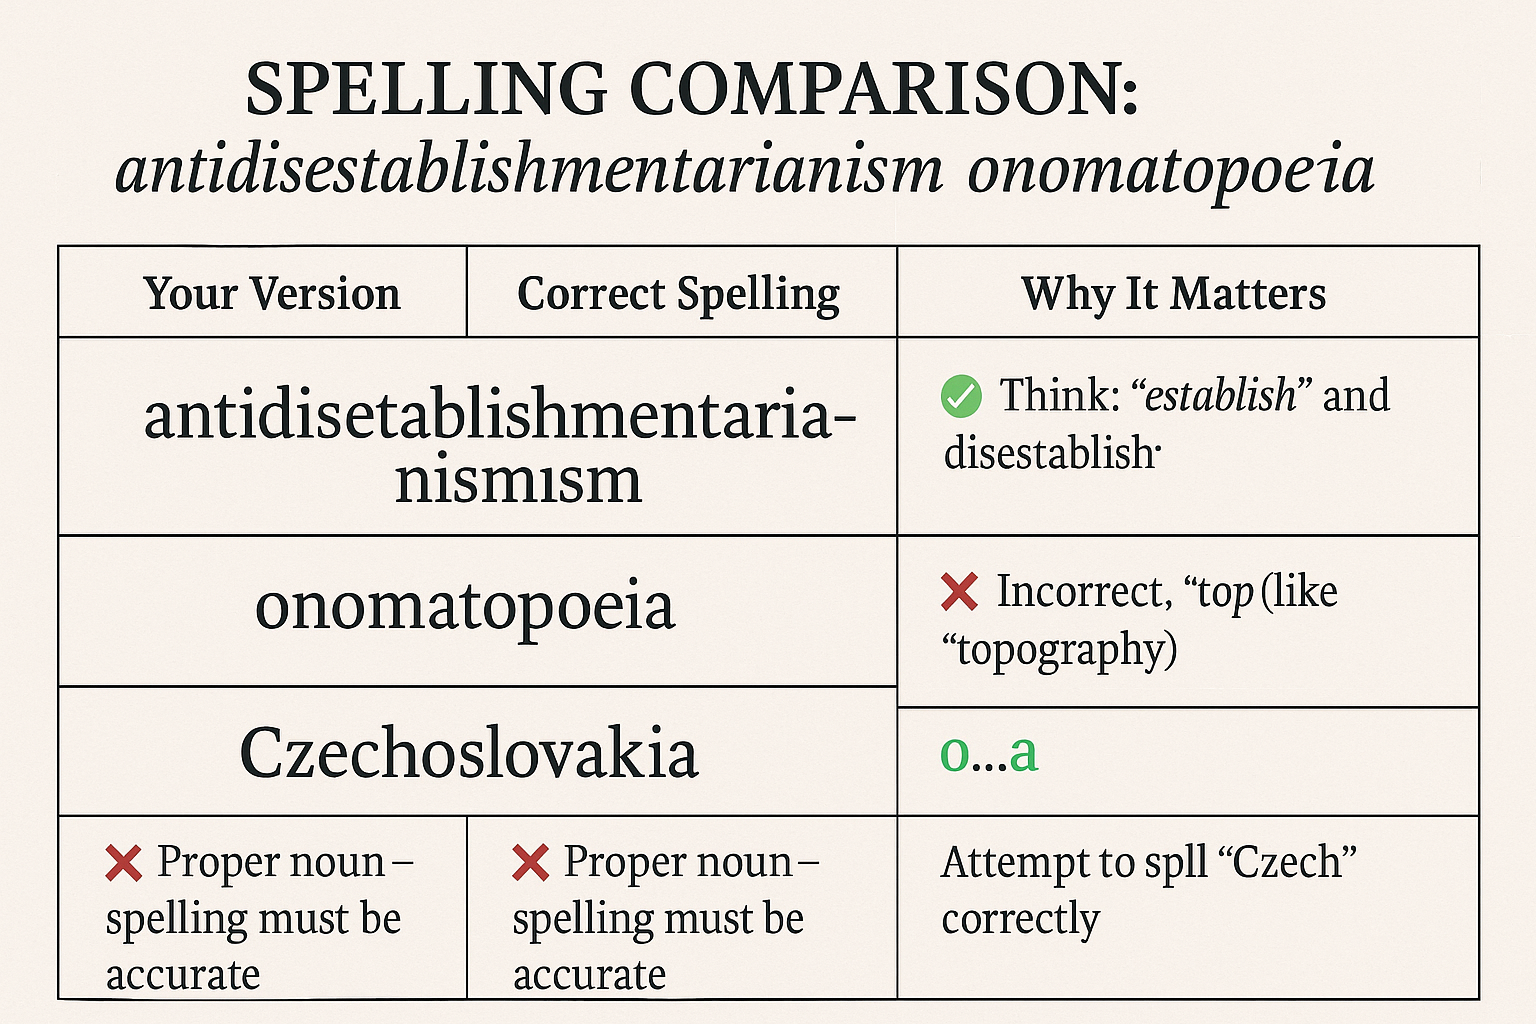 SPELLING COMPARISON:
antidisestablishmentarianism onomatopoeia
Your Version
Correct Spelling
Why It Matters
antidisetablishmentaria–
nismısm
✅ Think: “establish” and
disestablish·
onomatopoeia
❌ Incorrect, “top (like
“topography)
Czechoslovakia
o...a
❌ Proper noun –
spelling must be
accurate
❌ Proper noun –
spelling must be
accurate
Attempt to spll “Czech”
correctly